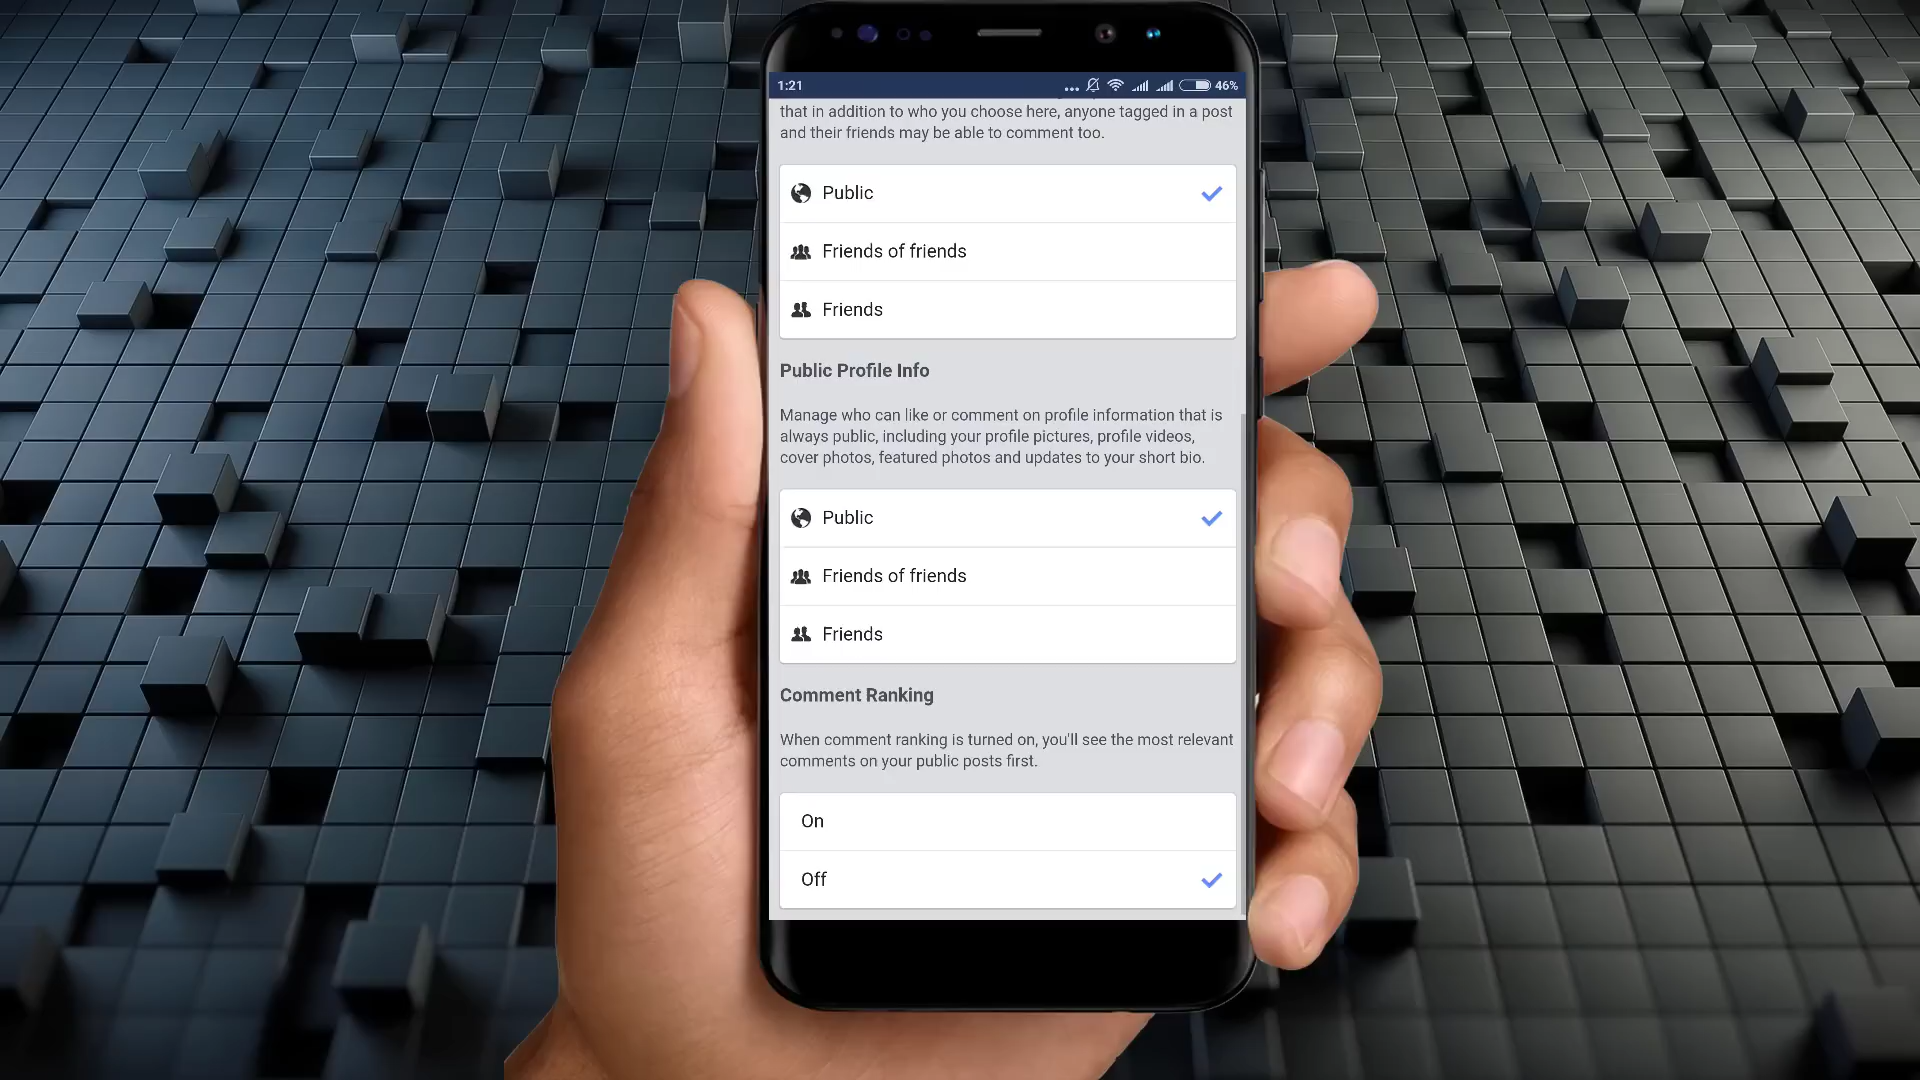 1:21
46%
that in addition to who you choose here, anyone tagged in a post
and their friends may be able to comment too.
Public
Friends of friends
Friends
Public Profile Info
Manage who can like or comment on profile information that is
always public, including your profile pictures, profile videos,
cover photos, featured photos and updates to your short bio.
Public
Friends of friends
Friends
Comment Ranking
When comment ranking is turned on, you'll see the most relevant
comments on your public posts first.
On
Off